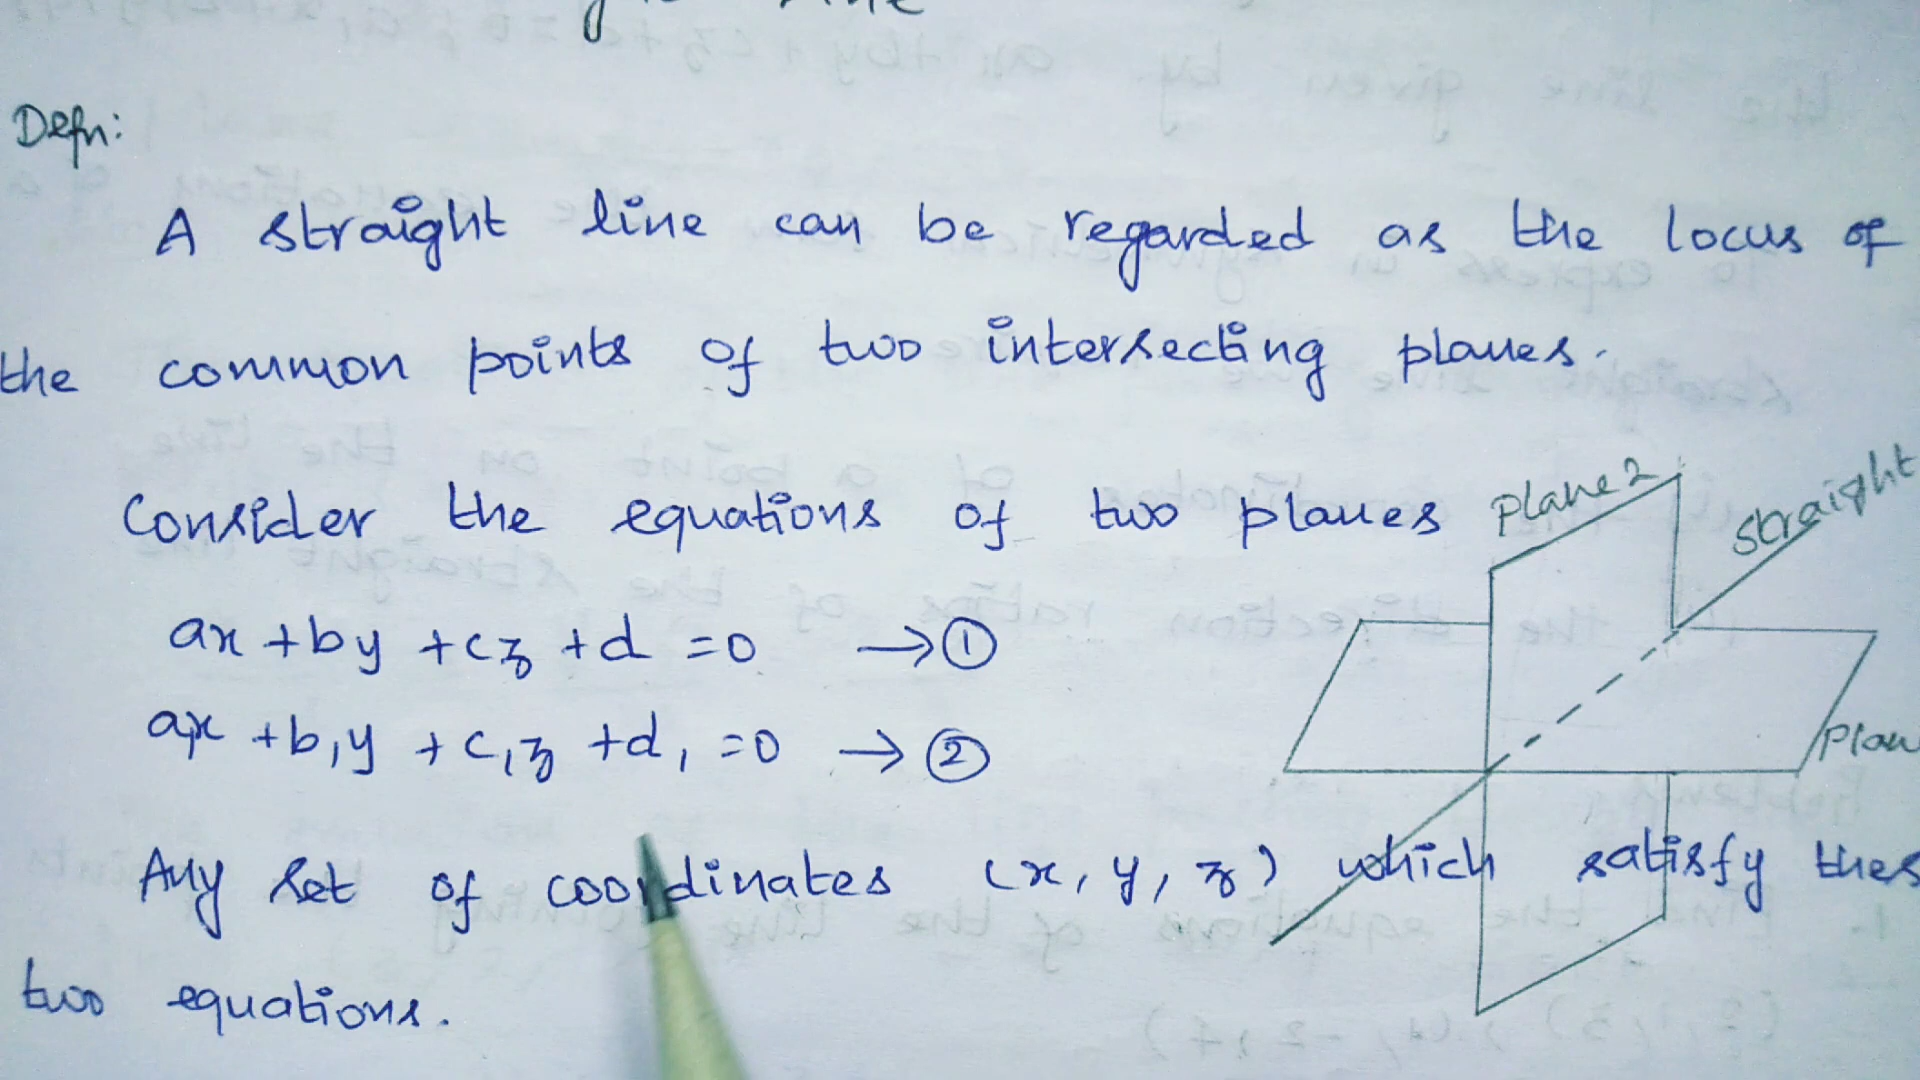 Defn:
A straight line can be regarded as the locus of
the common points of two intersecting planes.
Consider the equations of two planes
ax + by + cz + d = 0 → ①
a₁x + b₁y + c₁z + d₁ = 0 → ②
Any set of coordinates (x, y, z) which satisfy thes
two equations.
plane 2
straight
plan